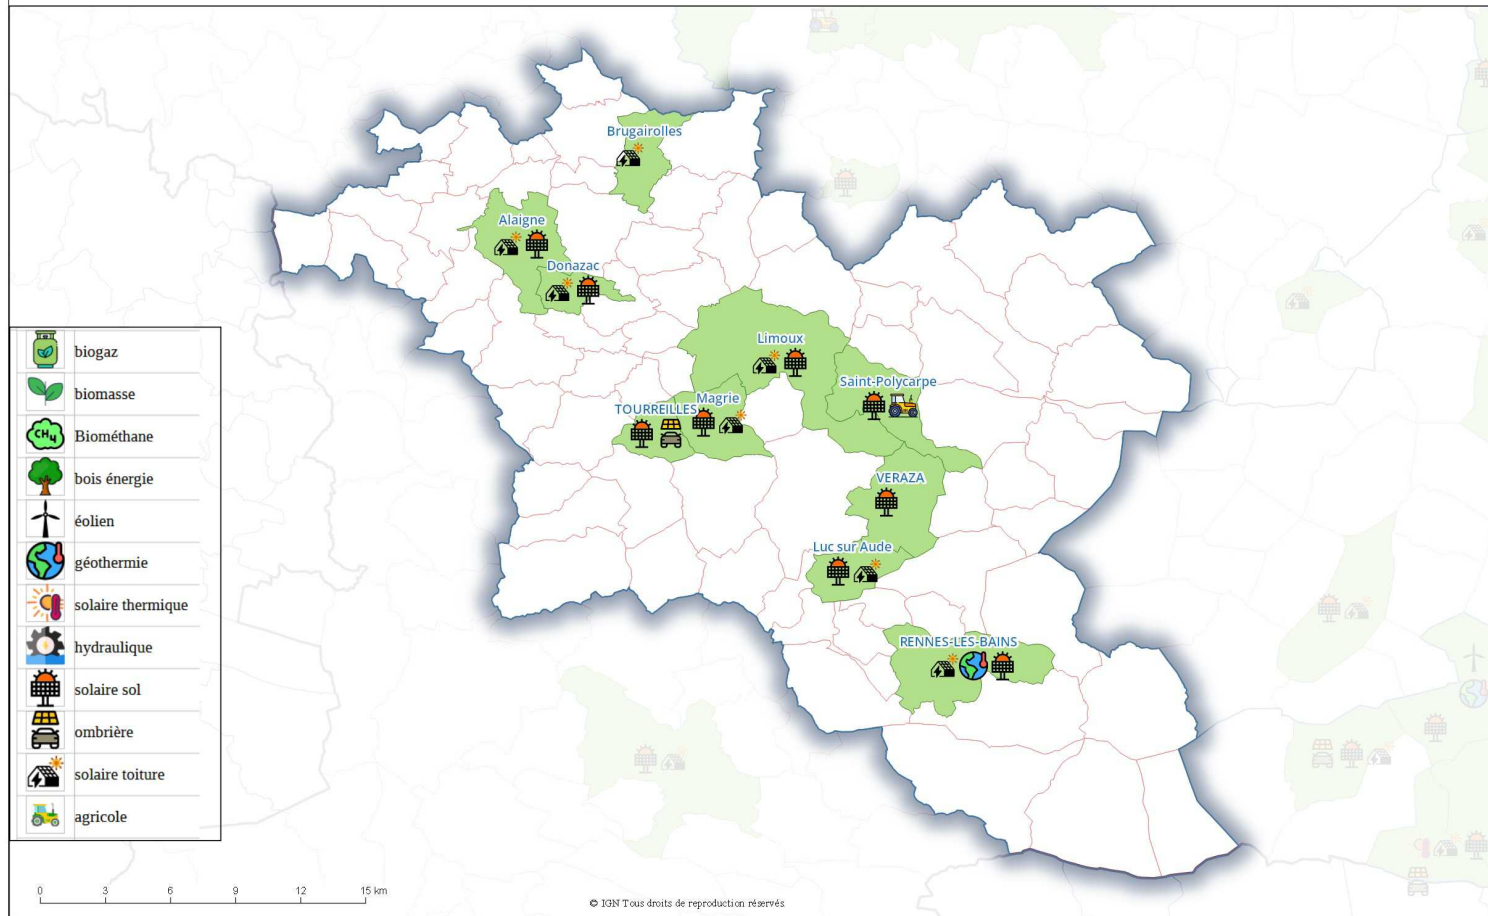 Brugairolles
Alaigne
Donazac
Limoux
Saint-Polycarpe
Magrie
TOURREILLES
VERAZA
Luc sur Aude
RENNES-LES-BAINS
biogaz
biomasse
CH4
Biométhane
bois énergie
éolien
géothermie
solaire thermique
hydraulique
solaire sol
ombrière
solaire toiture
agricole
0 3 6 9 12 15 km
© IGN Tous droits de reproduction réservés